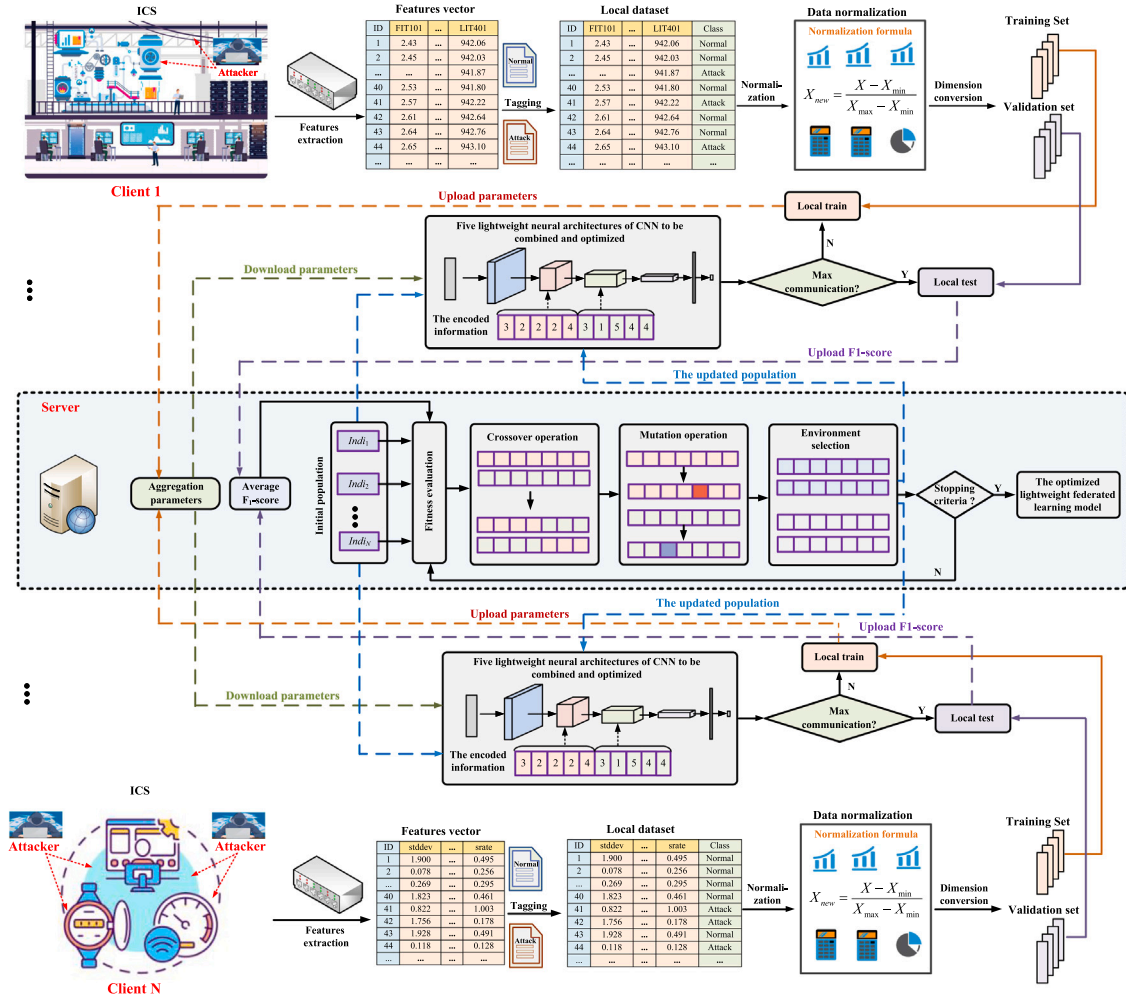 ICS
Attacker
Client 1
Features
extraction
Features vector
ID FIT101 ... LIT401
1 2.43 ... 942.06
2 2.45 ... 942.03
... ... 941.87
40 2.53 ... 941.80
41 2.57 ... 942.22
42 2.61 ... 942.64
43 2.64 ... 942.76
44 2.65 ... 943.10
... ... ... ...
Normal
Tagging
Attack
Local dataset
ID FIT101 ... LIT401 Class
1 2.43 ... 942.06 Normal
2 2.45 ... 942.03 Normal
... ... 941.87 Attack
40 2.53 ... 941.80 Normal
41 2.57 ... 942.22 Attack
42 2.61 ... 942.64 Normal
43 2.64 ... 942.76 Normal
44 2.65 ... 943.10 Attack
... ... ... ...
Normali-
zation
Data normalization
Normalization formula
X_new = (X − X_min) / (X_max − X_min)
Dimension
conversion
Training Set
Validation set
Upload parameters
Local train
Five lightweight neural architectures of CNN to be
combined and optimized
The encoded
information
3 2 2 2 4 3 1 5 4 4
Download parameters
N
Max
communication?
Y
Local test
Upload F1-score
The updated population
Server
Aggregation
parameters
Average
F1-score
Initial population
Indi1
Indi2
IndiN
Fitness evaluation
Crossover operation
Mutation operation
Environment
selection
Stopping
criteria ?
Y
N
The optimized
lightweight federated
learning model
The updated population
Upload parameters
Upload F1-score
Local train
Five lightweight neural architectures of CNN to be
combined and optimized
The encoded
information
3 2 2 2 4 3 1 5 4 4
Download parameters
N
Max
communication?
Y
Local test
ICS
Attacker
Attacker
Client N
Features
extraction
Features vector
ID stddev ... srate
1 1.900 ... 0.495
2 0.078 ... 0.256
... 0.269 ... 0.295
40 1.823 ... 0.461
41 0.822 ... 1.003
42 1.756 ... 0.178
43 1.928 ... 0.491
44 0.118 ... 0.128
... ... ...
Normal
Tagging
Attack
Local dataset
ID stddev ... srate Class
1 1.900 ... 0.495 Normal
2 0.078 ... 0.256 Normal
... 0.269 ... 0.295 Normal
40 1.823 ... 0.461 Normal
41 0.822 ... 1.003 Attack
42 1.756 ... 0.178 Attack
43 1.928 ... 0.491 Normal
44 0.118 ... 0.128 Attack
... ... ... ...
Normali-
zation
Data normalization
Normalization formula
X_new = (X − X_min) / (X_max − X_min)
Dimension
conversion
Training Set
Validation set